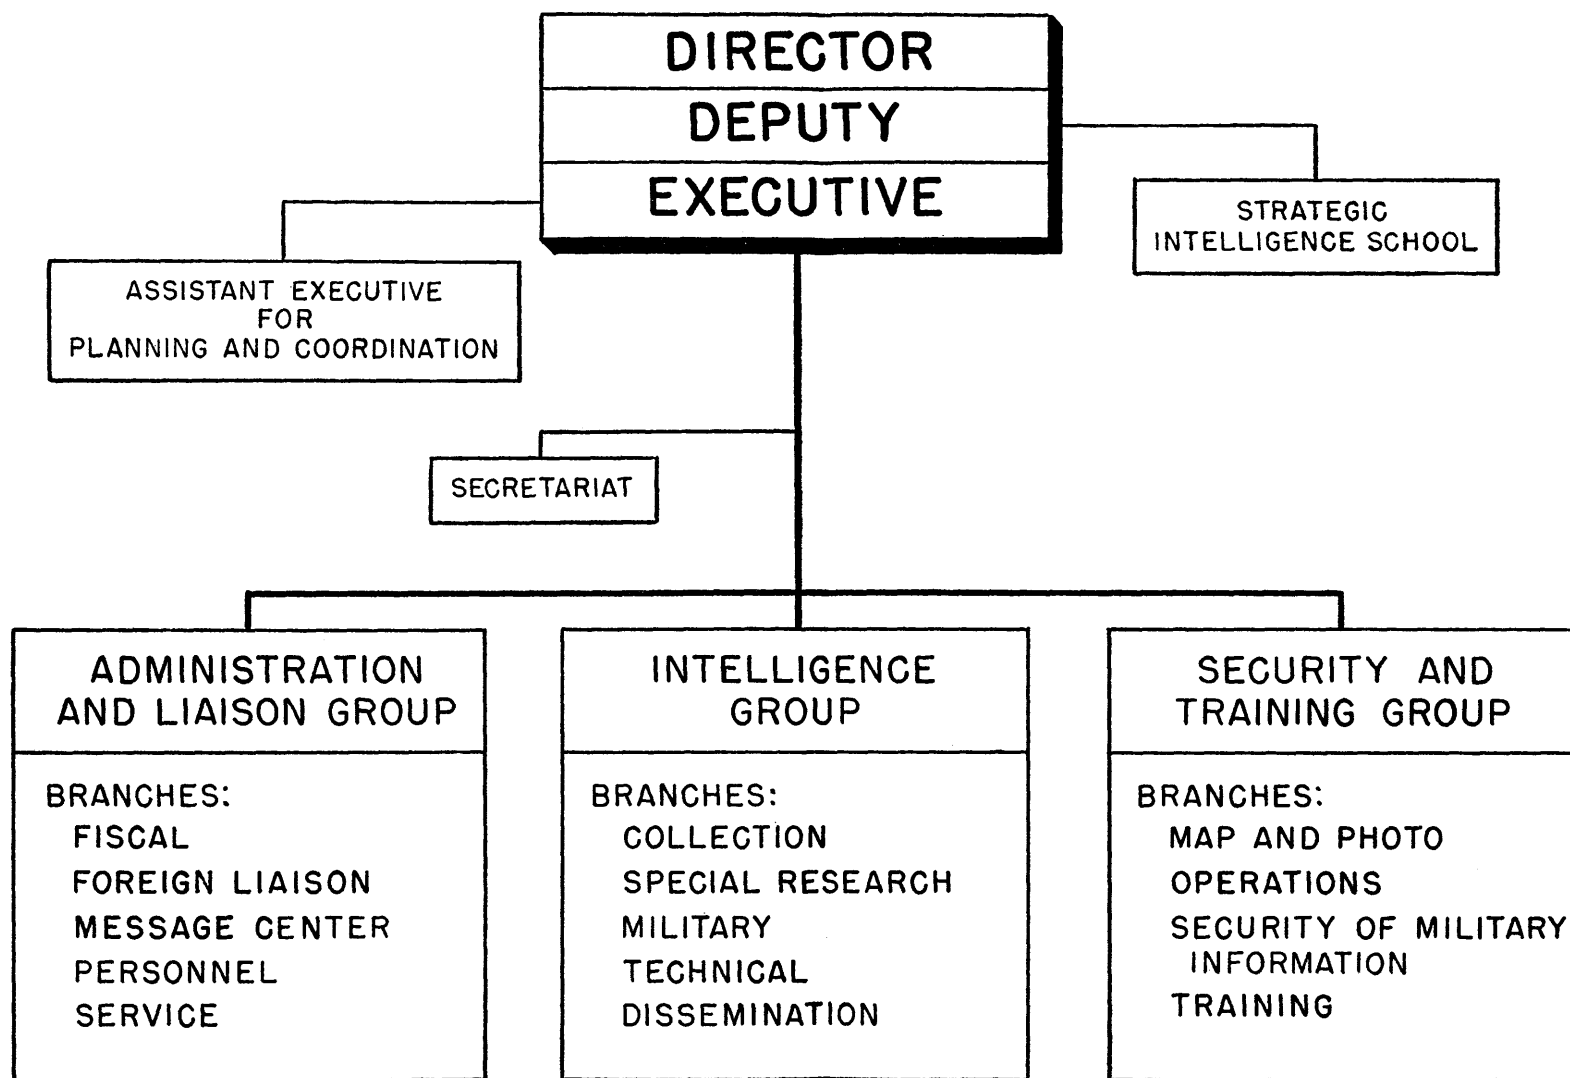 DIRECTOR
DEPUTY
EXECUTIVE
STRATEGIC
INTELLIGENCE SCHOOL
ASSISTANT EXECUTIVE
FOR
PLANNING AND COORDINATION
SECRETARIAT
ADMINISTRATION
AND LIAISON GROUP
BRANCHES:
FISCAL
FOREIGN LIAISON
MESSAGE CENTER
PERSONNEL
SERVICE
INTELLIGENCE
GROUP
BRANCHES:
COLLECTION
SPECIAL RESEARCH
MILITARY
TECHNICAL
DISSEMINATION
SECURITY AND
TRAINING GROUP
BRANCHES:
MAP AND PHOTO
OPERATIONS
SECURITY OF MILITARY
INFORMATION
TRAINING